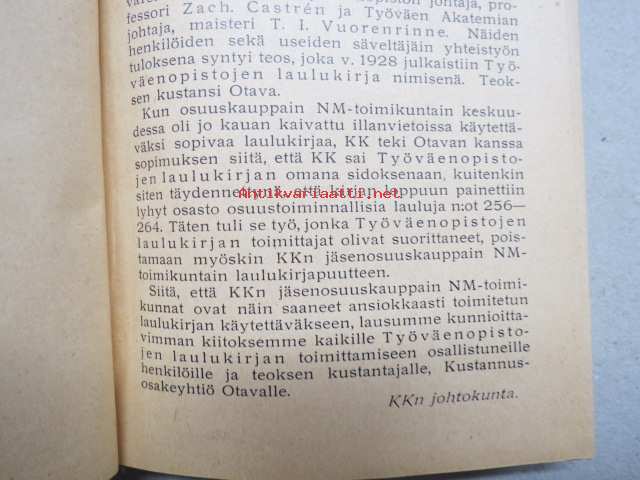 opiston johtaja, pro-
fessori Zach. Castrén ja Työväen Akatemian
johtaja, maisteri T. I. Vuorenrinne. Näiden
henkilöiden sekä useiden säveltäjäin yhteistyön
tuloksena syntyi teos, joka v. 1928 julkaistiin Työ-
väenopistojen laulukirja nimisenä. Teok-
sen kustansi Otava.
Kun osuuskauppain NM-toimikuntain keskuu-
dessa oli jo kauan kaivattu illanvietoissa käytettä-
väksi sopivaa laulukirjaa, KK teki Otavan kanssa
sopimuksen siitä, että KK sai Työväenopisto-
jen laulukirjan omana sidoksenaan, kuitenkin
siten täydennettynä, että kirjan loppuun painettiin
Antikvariaatti.net
lyhyt osasto osuustoiminnallisia lauluja n:ot 256—
264. Täten tuli se työ, jonka Työväenopistojen
laulukirjan toimittajat olivat suorittaneet, pois-
tamaan myöskin KKn jäsenosuuskauppain NM-
toimikuntain laulukirjapuutteen.
Siitä, että KKn jäsenosuuskauppain NM-toimi-
kunnat ovat näin saaneet ansiokkaasti toimitetun
laulukirjan käytettäväkseen, lausumme kunnioitta-
vimman kiitoksemme kaikille Työväenopisto-
jen laulukirjan toimittamiseen osallistuneille
henkilöille ja teoksen kustantajalle, Kustannus-
osakeyhtiö Otavalle.
KKn johtokunta.